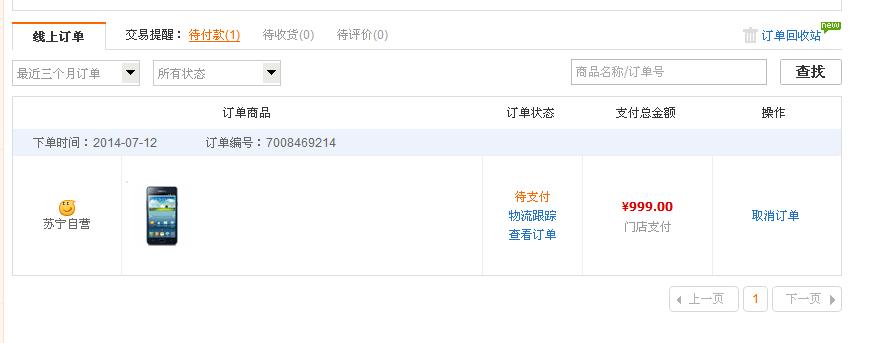 线上订单 交易提醒： 待付款(1) 待收货(0) 待评价(0) 订单回收站 new
最近三个月订单 所有状态 商品名称/订单号 查找
订单商品 订单状态 支付总金额 操作
下单时间：2014-07-12 订单编号：7008469214
苏宁自营
待支付
物流跟踪
查看订单
¥999.00
门店支付
取消订单
上一页 1 下一页